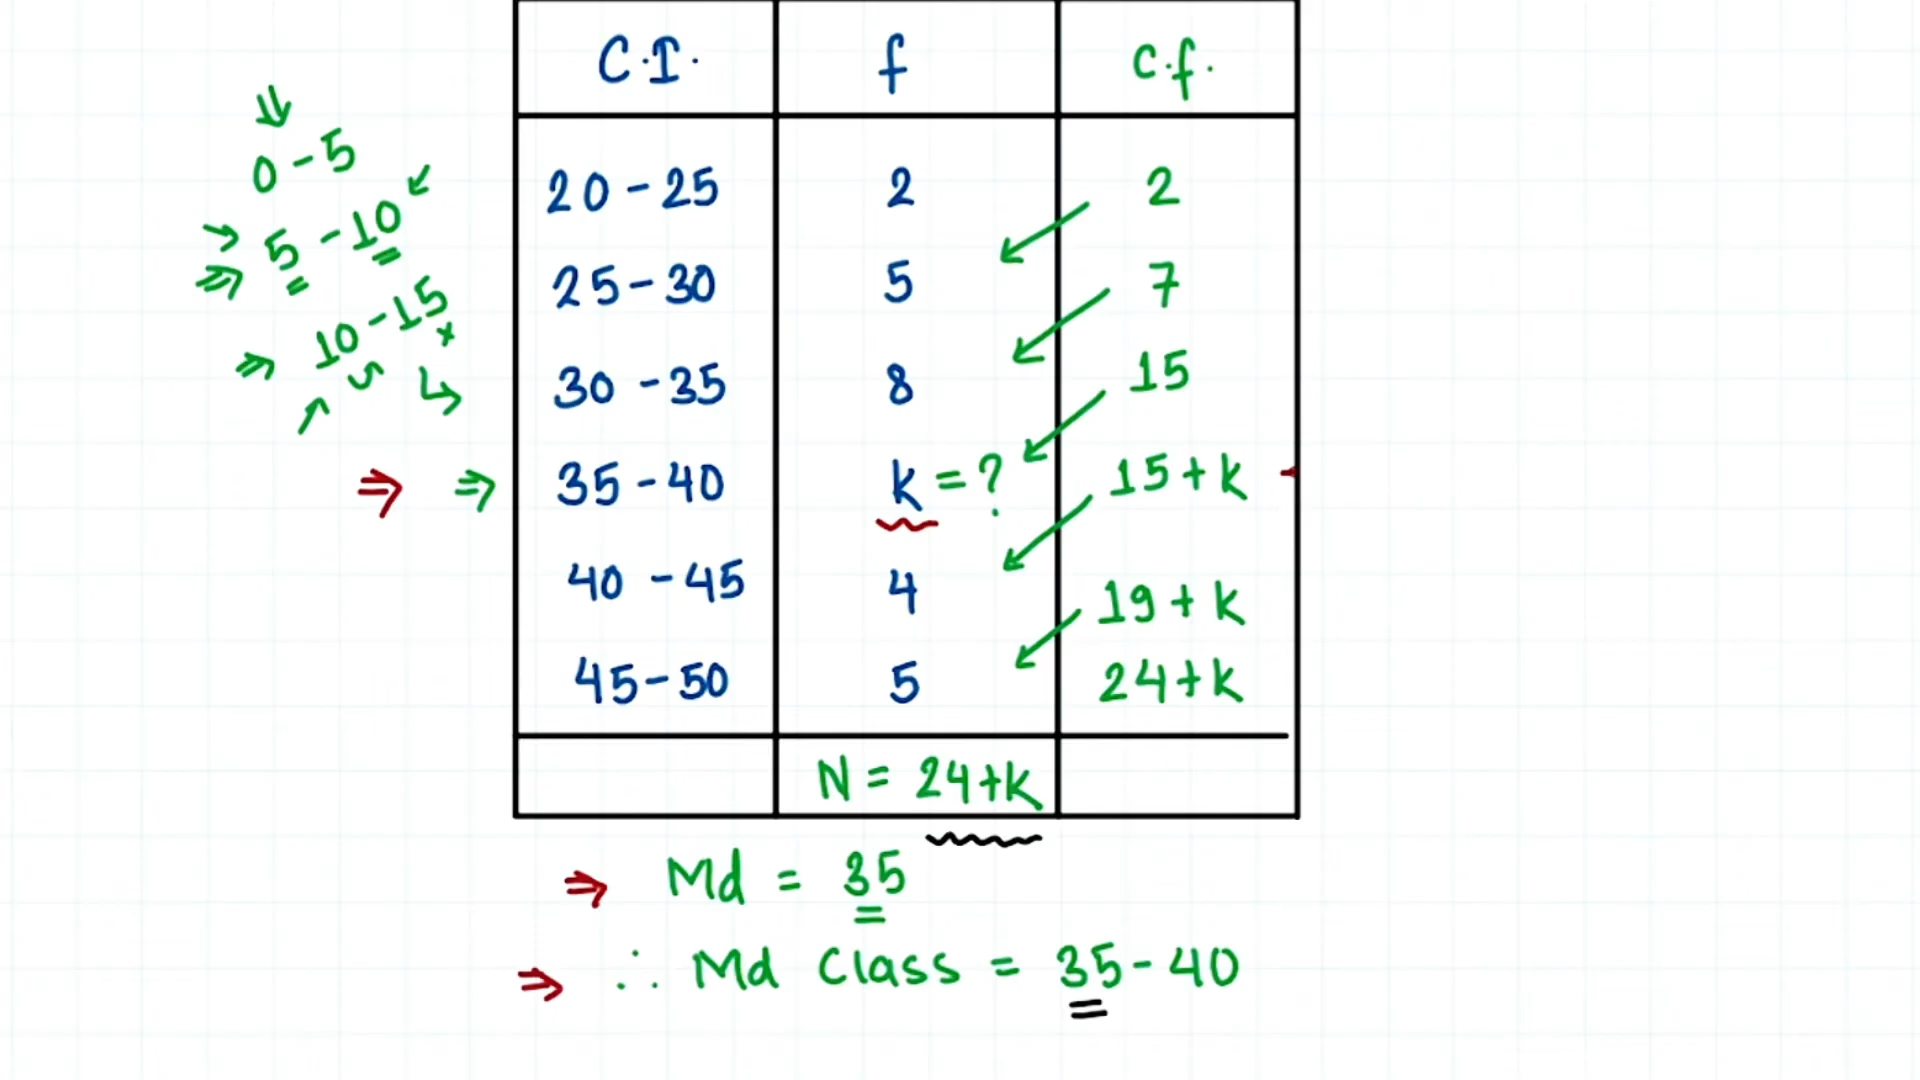 C.I. f c.f.
0 - 5
5 - 10
10 - 15
5
20 - 25 2 2
25 - 30 5 7
30 - 35 8 15
35 - 40 k = ? 15 + k
40 - 45 4 19 + k
45 - 50 5 24 + k
N = 24 + k
⇒ Md = 35
⇒ ∴ Md Class = 35 - 40